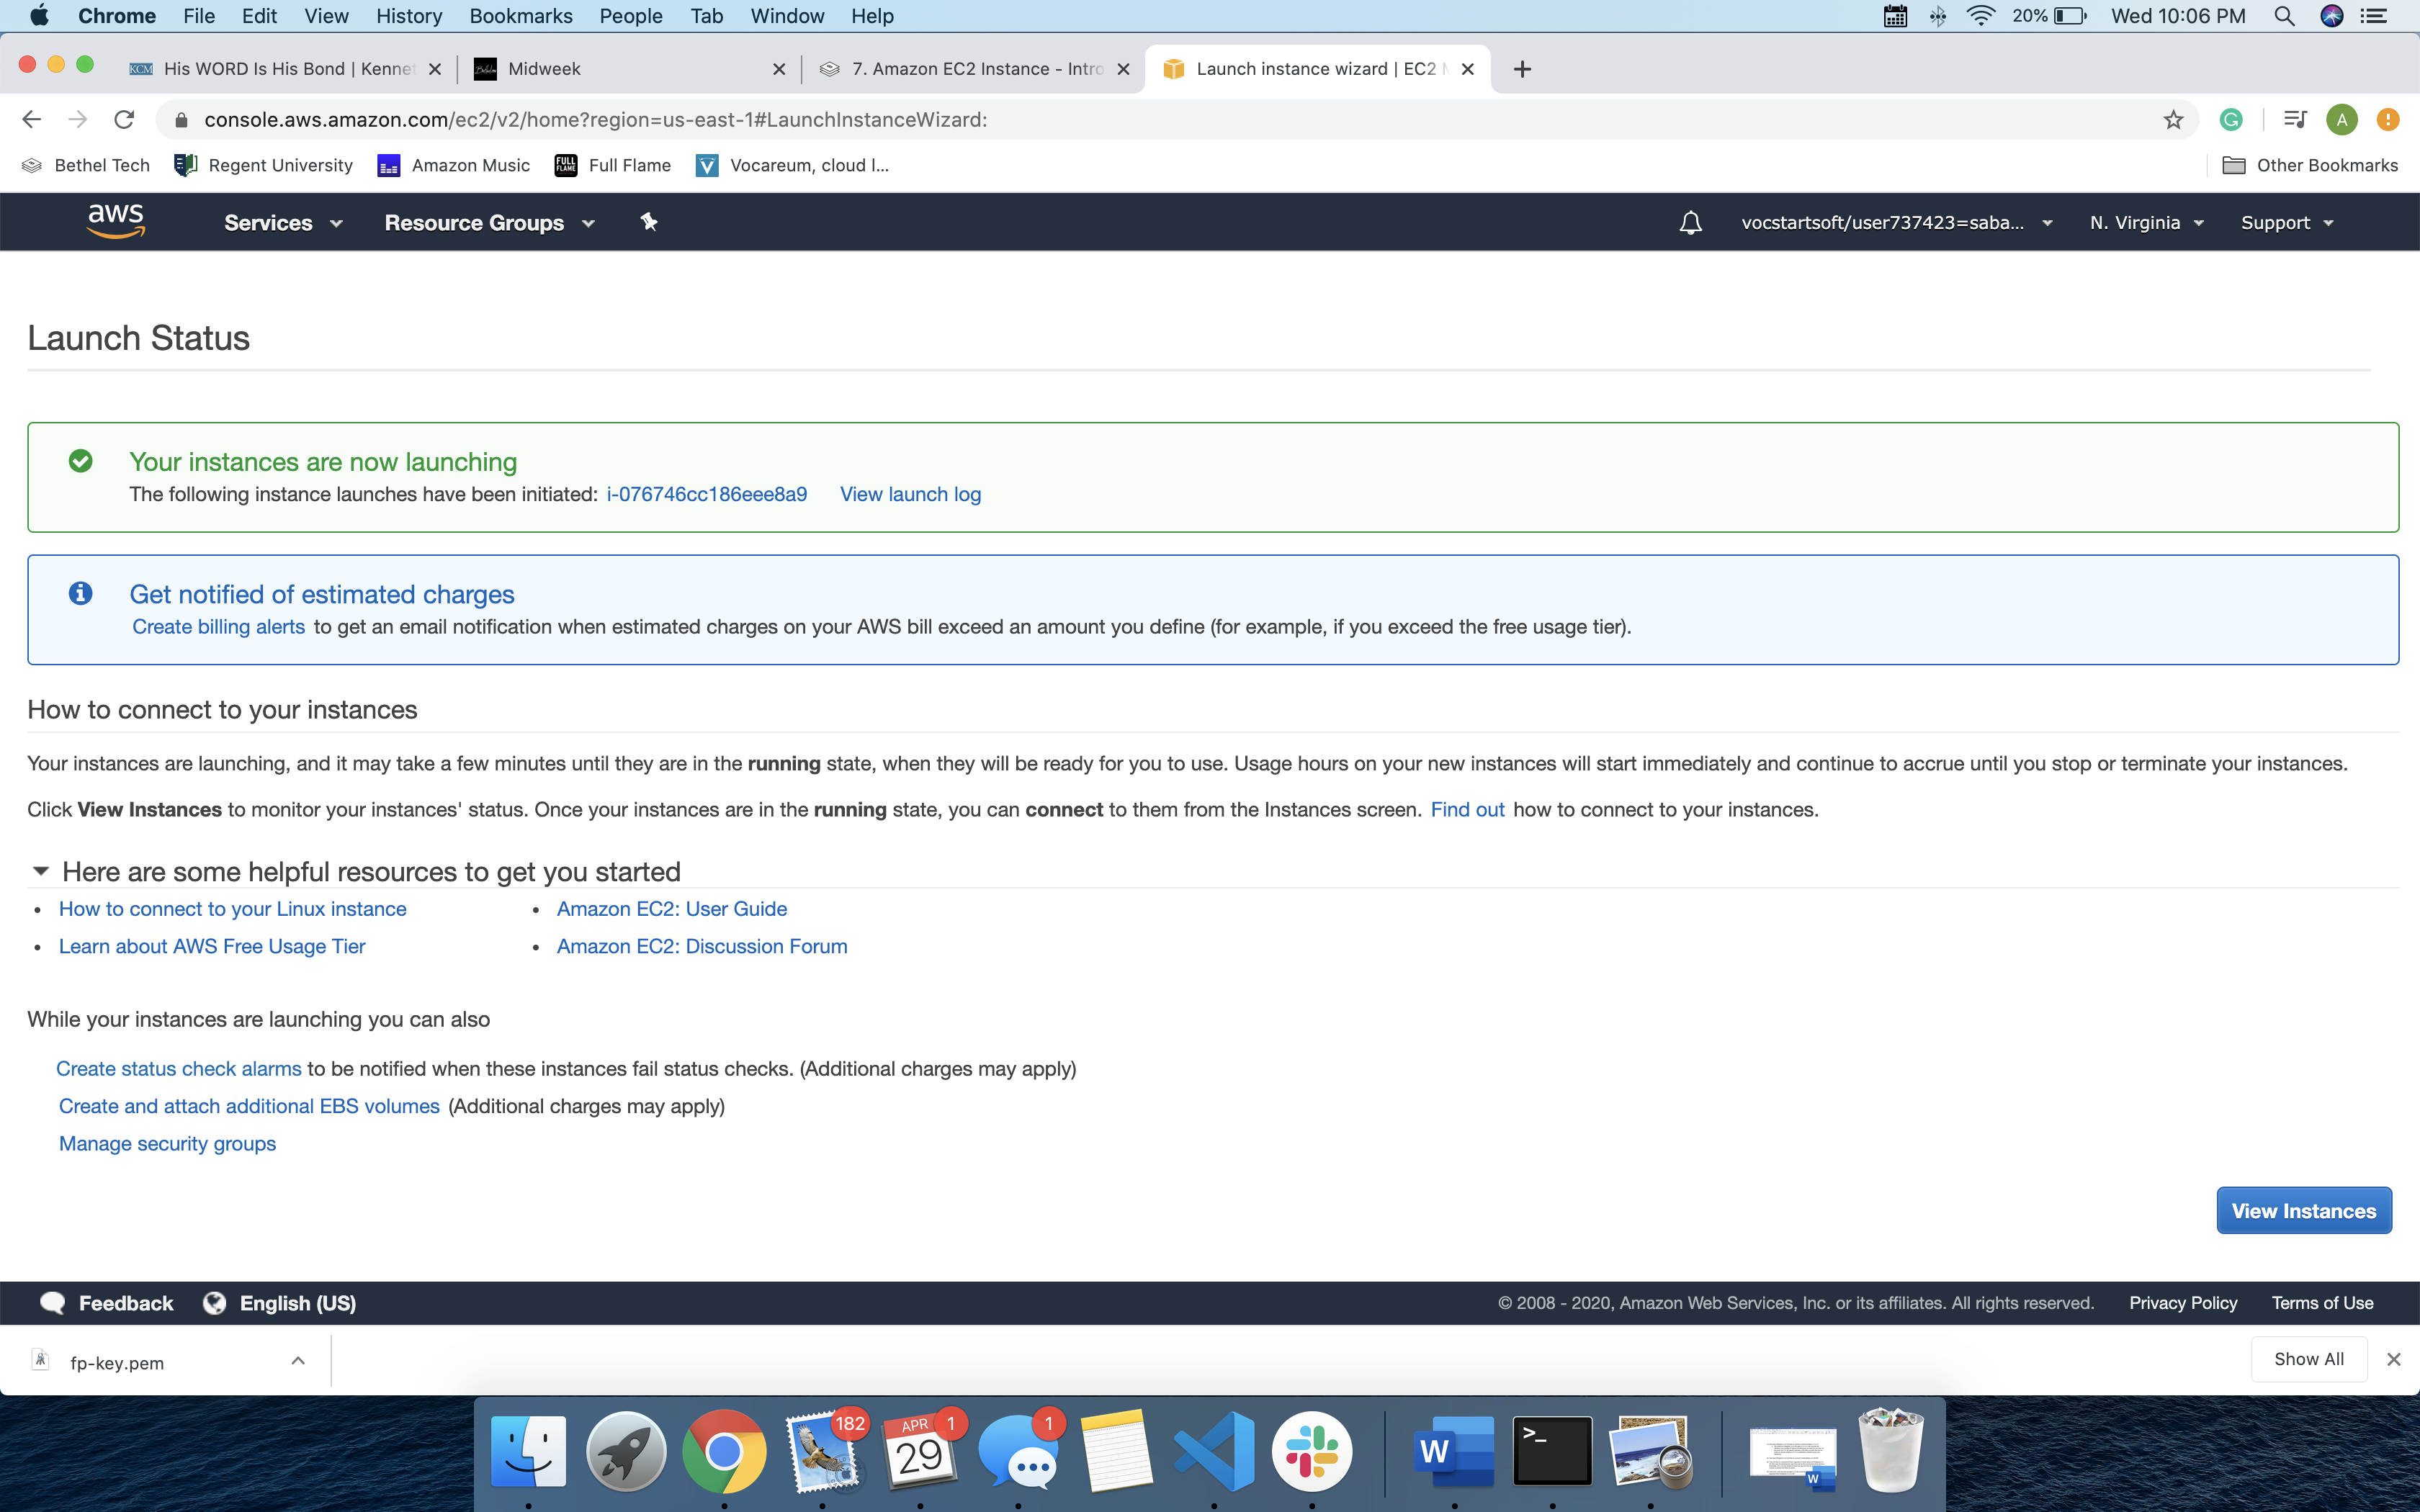 Chrome File Edit View History Bookmarks People Tab Window Help 20% Wed 10:06 PM
His WORD Is His Bond | Kennet Midweek 7. Amazon EC2 Instance - Intro Launch instance wizard | EC2 M
console.aws.amazon.com/ec2/v2/home?region=us-east-1#LaunchInstanceWizard: A
Bethel Tech Regent University Amazon Music FULL FLAME Full Flame Vocareum, cloud l... Other Bookmarks
aws Services Resource Groups vocstartsoft/user737423=saba... N. Virginia Support
Launch Status
Your instances are now launching
The following instance launches have been initiated: i-076746cc186eee8a9 View launch log
Get notified of estimated charges
Create billing alerts to get an email notification when estimated charges on your AWS bill exceed an amount you define (for example, if you exceed the free usage tier).
How to connect to your instances
Your instances are launching, and it may take a few minutes until they are in the running state, when they will be ready for you to use. Usage hours on your new instances will start immediately and continue to accrue until you stop or terminate your instances.
Click View Instances to monitor your instances' status. Once your instances are in the running state, you can connect to them from the Instances screen. Find out how to connect to your instances.
Here are some helpful resources to get you started
• How to connect to your Linux instance • Amazon EC2: User Guide
• Learn about AWS Free Usage Tier • Amazon EC2: Discussion Forum
While your instances are launching you can also
Create status check alarms to be notified when these instances fail status checks. (Additional charges may apply)
Create and attach additional EBS volumes (Additional charges may apply)
Manage security groups
View Instances
Feedback English (US) © 2008 - 2020, Amazon Web Services, Inc. or its affiliates. All rights reserved. Privacy Policy Terms of Use
fp-key.pem Show All
182 APR 29 1 1 W >_ W